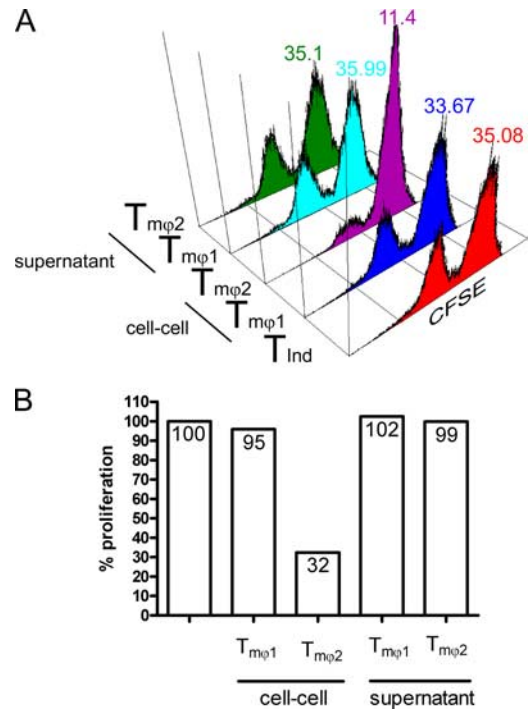 A
35.1
35.99
11.4
33.67
35.08
Tmφ2
Tmφ1
Tmφ2
Tmφ1
TInd
supernatant
cell-cell
CFSE
B
% proliferation
110
100
90
80
70
60
50
40
30
20
10
0
100
95
32
102
99
Tmφ1
Tmφ2
Tmφ1
Tmφ2
cell-cell
supernatant